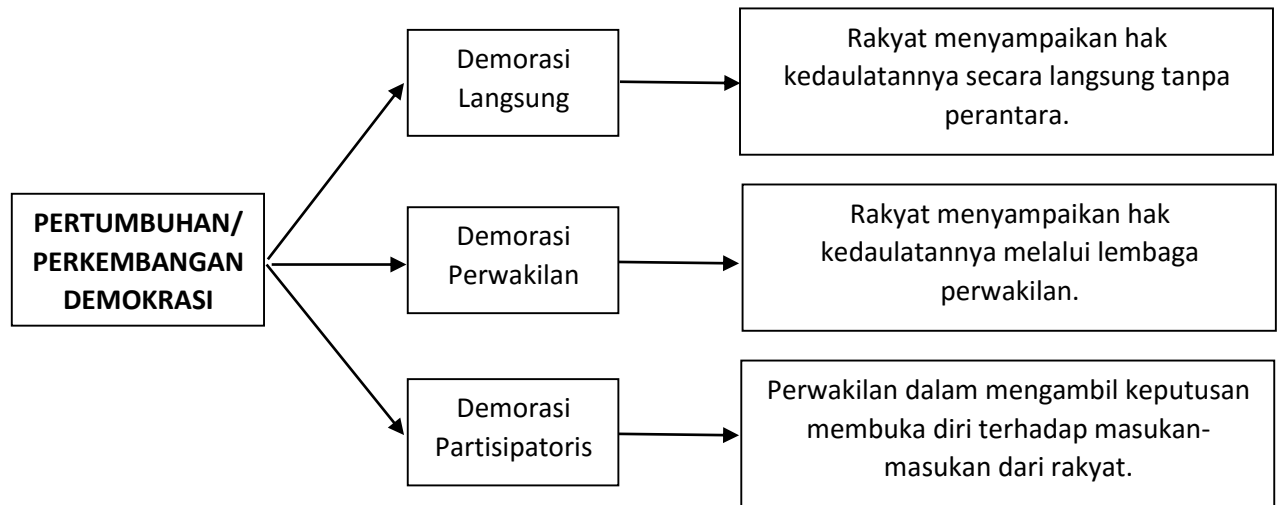 PERTUMBUHAN/
PERKEMBANGAN
DEMOKRASI
Demorasi
Langsung
Rakyat menyampaikan hak
kedaulatannya secara langsung tanpa
perantara.
Demorasi
Perwakilan
Rakyat menyampaikan hak
kedaulatannya melalui lembaga
perwakilan.
Demorasi
Partisipatoris
Perwakilan dalam mengambil keputusan
membuka diri terhadap masukan-
masukan dari rakyat.